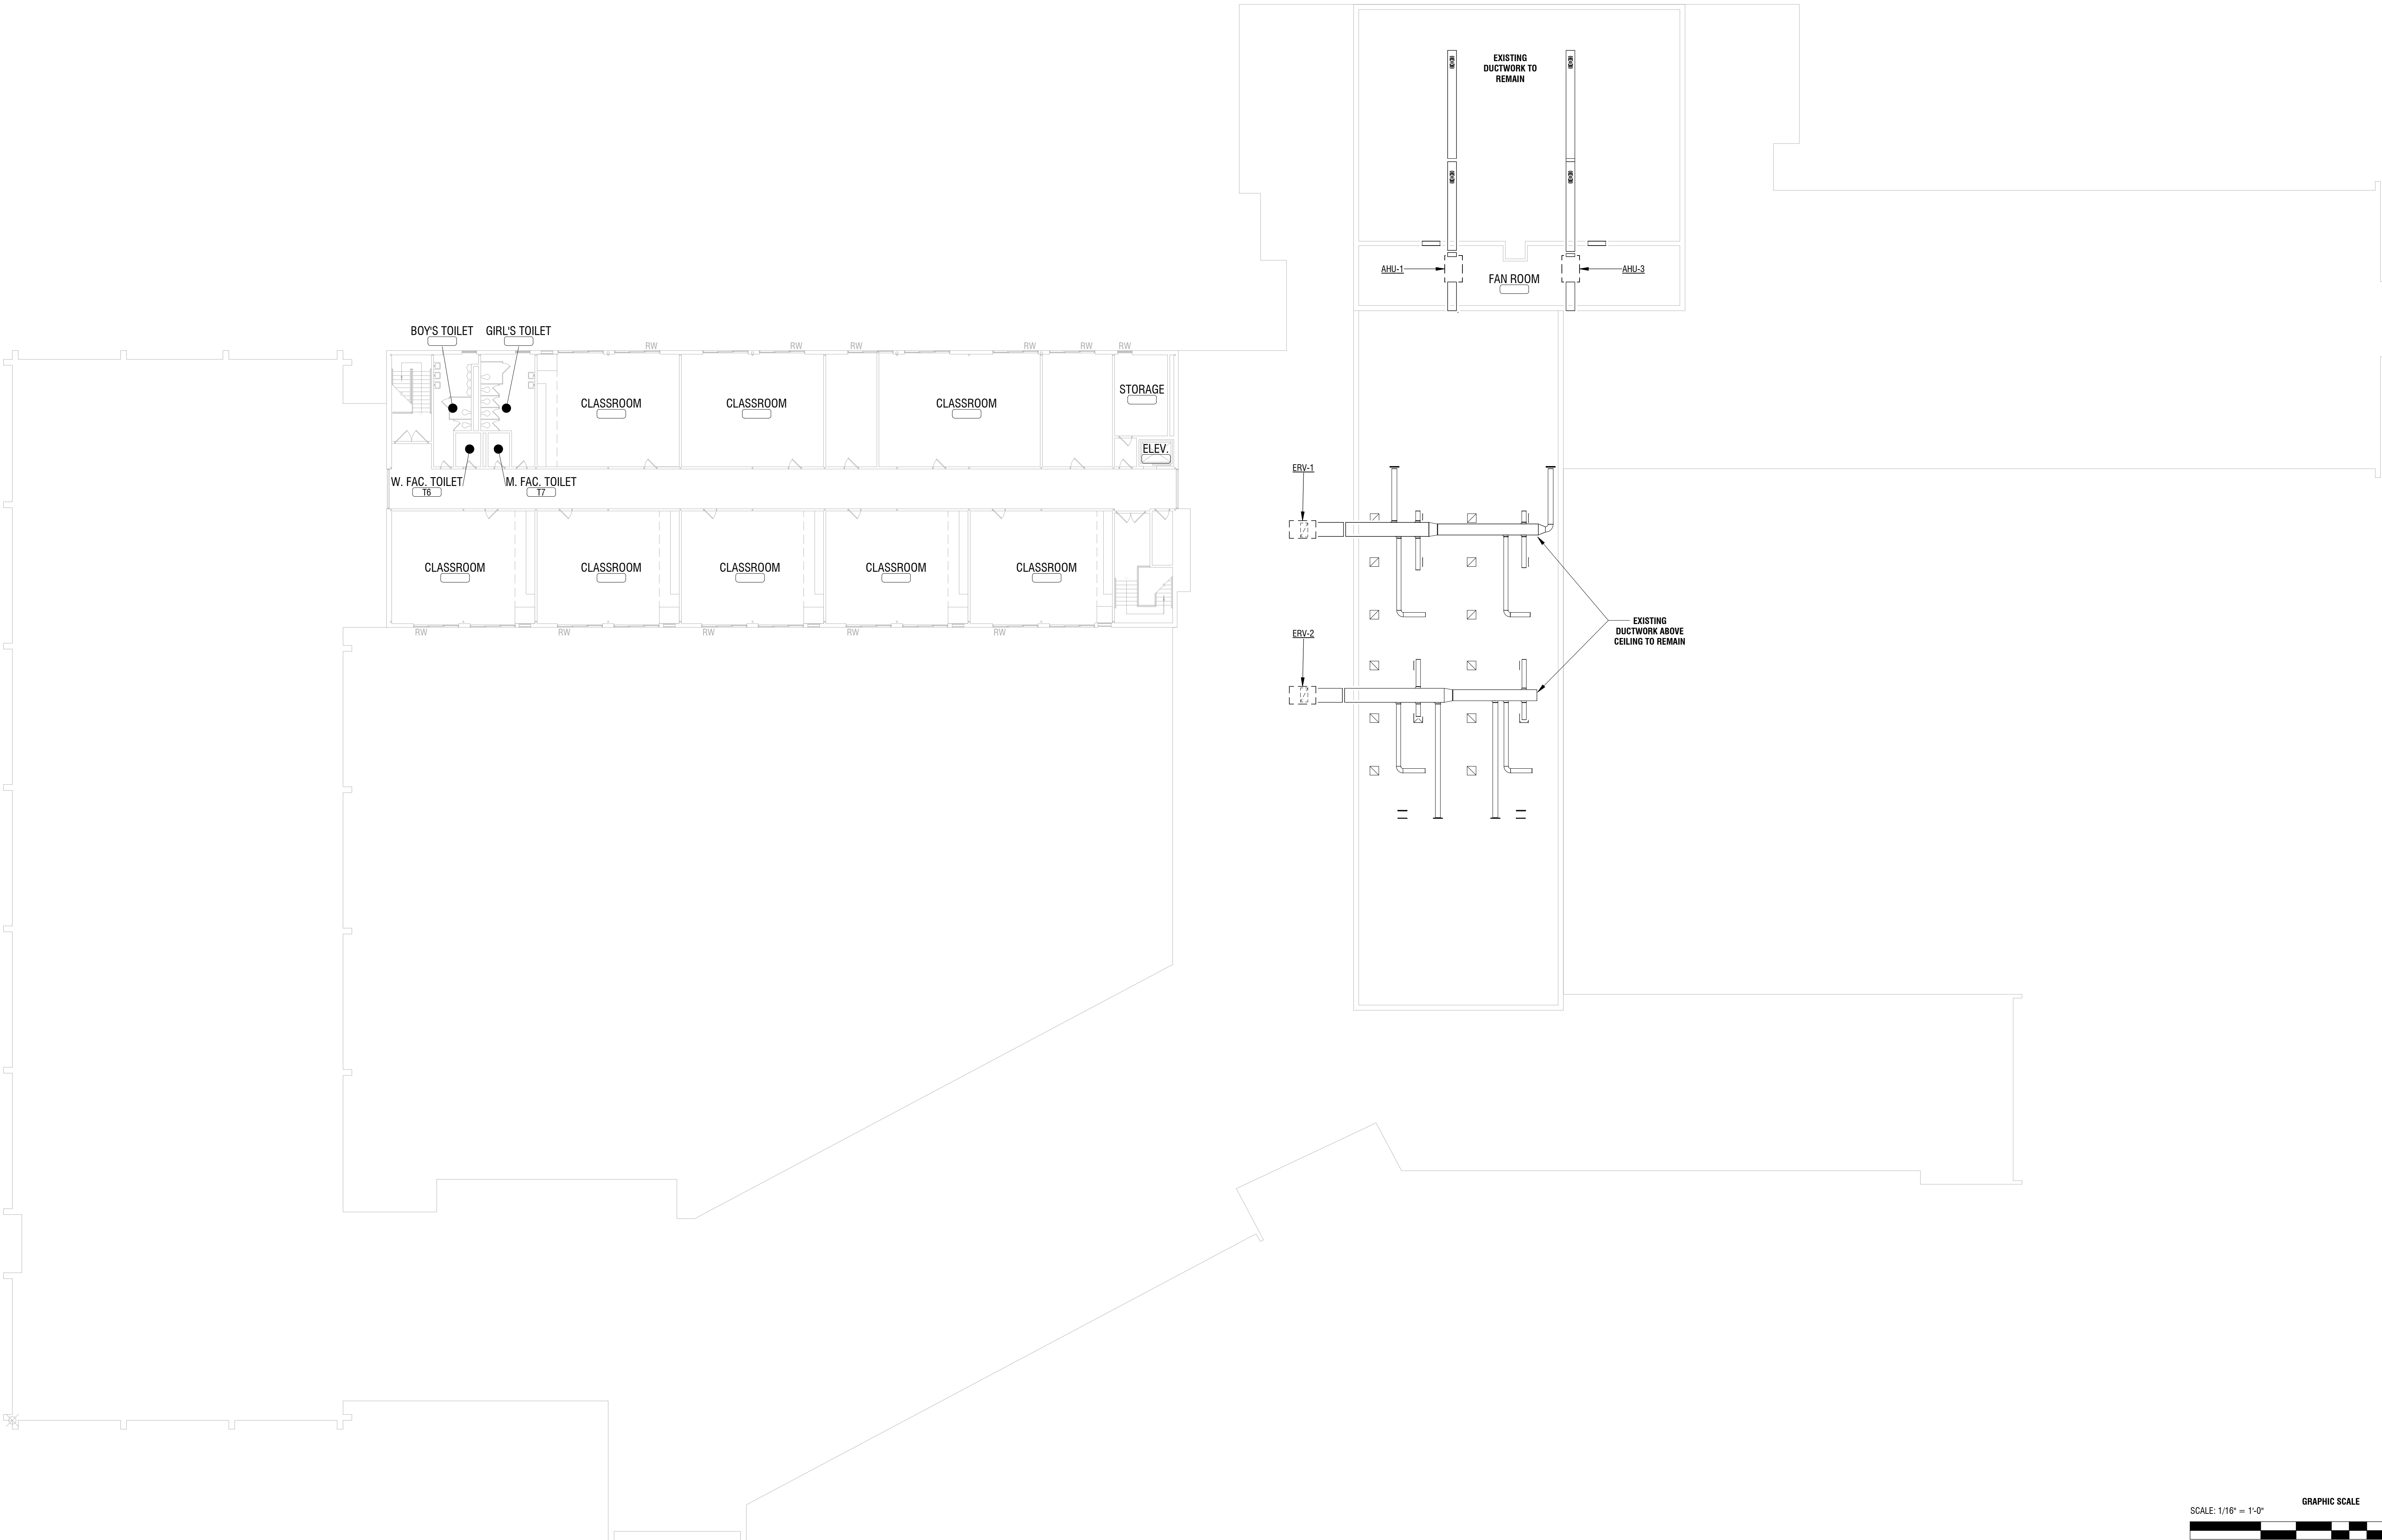 EXISTING
DUCTWORK TO
REMAIN
AHU-1
AHU-3
FAN ROOM
BOY'S TOILET
GIRL'S TOILET
RW
RW
RW
RW
RW
RW
CLASSROOM
CLASSROOM
CLASSROOM
STORAGE
ELEV.
W. FAC. TOILET
T6
M. FAC. TOILET
T7
CLASSROOM
CLASSROOM
CLASSROOM
CLASSROOM
CLASSROOM
RW
RW
RW
RW
RW
ERV-1
EXISTING
DUCTWORK ABOVE
CEILING TO REMAIN
ERV-2
GRAPHIC SCALE
SCALE: 1/16" = 1'-0"